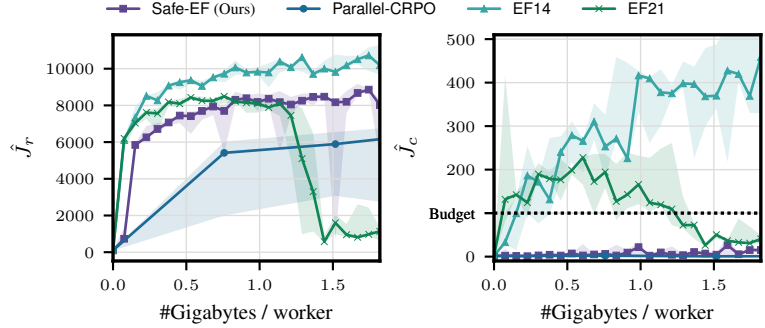 Safe-EF (Ours) Parallel-CRPO EF14 EF21
10000
8000
6000
4000
2000
0
Ĵr
0.0 0.5 1.0 1.5
#Gigabytes / worker
500
400
300
200
Budget
100
0
Ĵc
0.0 0.5 1.0 1.5
#Gigabytes / worker